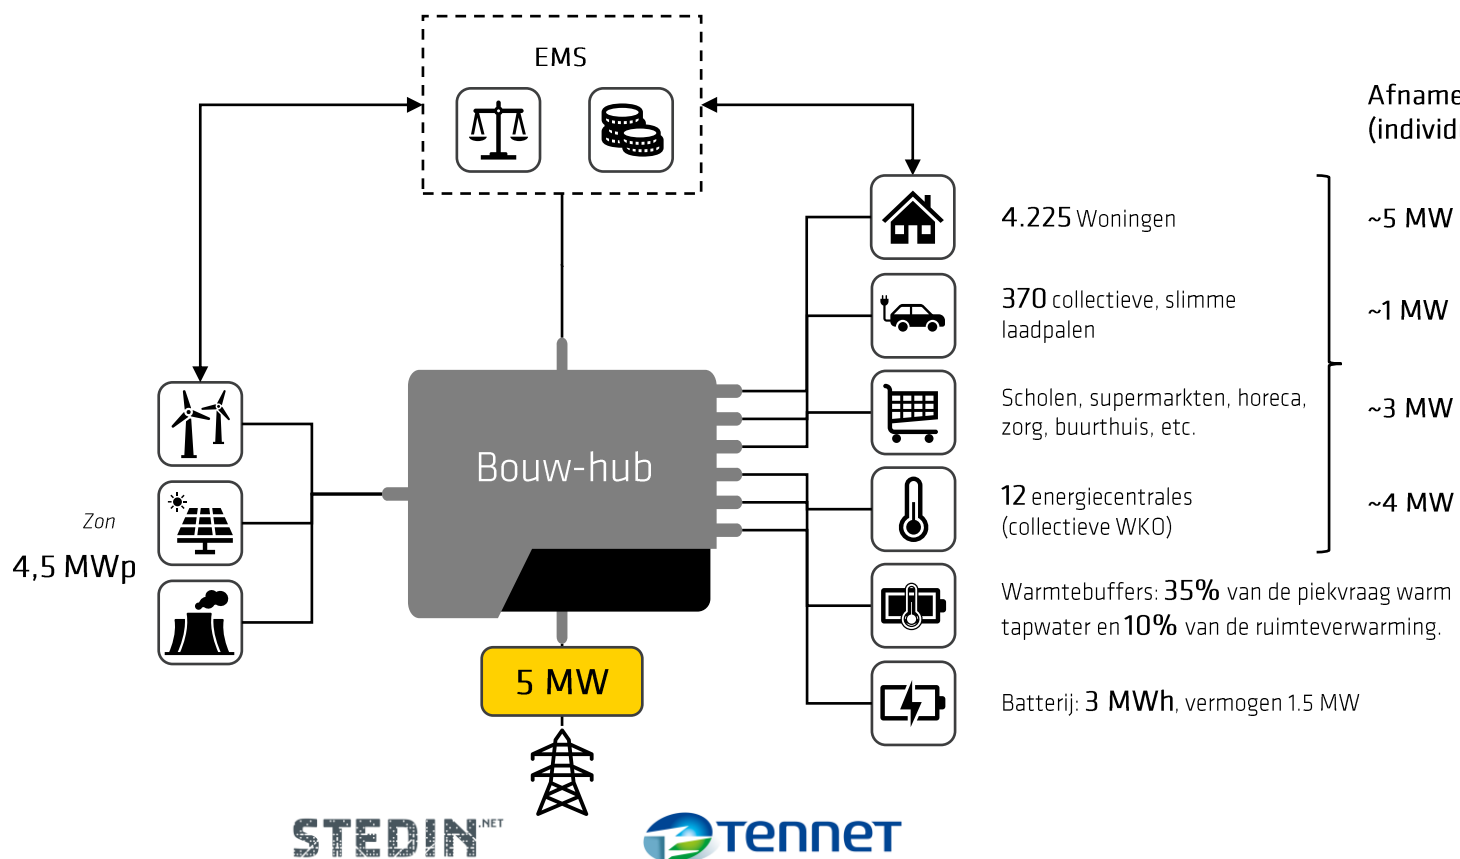 EMS
Afname
(individ
4.225 Woningen
~5 MW
370 collectieve, slimme
laadpalen
~1 MW
Scholen, supermarkten, horeca,
zorg, buurthuis, etc.
~3 MW
Bouw-hub
12 energiecentrales
(collectieve WKO)
~4 MW
Zon
4,5 MWp
Warmtebuffers: 35% van de piekvraag warm
tapwater en 10% van de ruimteverwarming.
5 MW
Batterij: 3 MWh, vermogen 1.5 MW
STEDIN.NET
TENNET